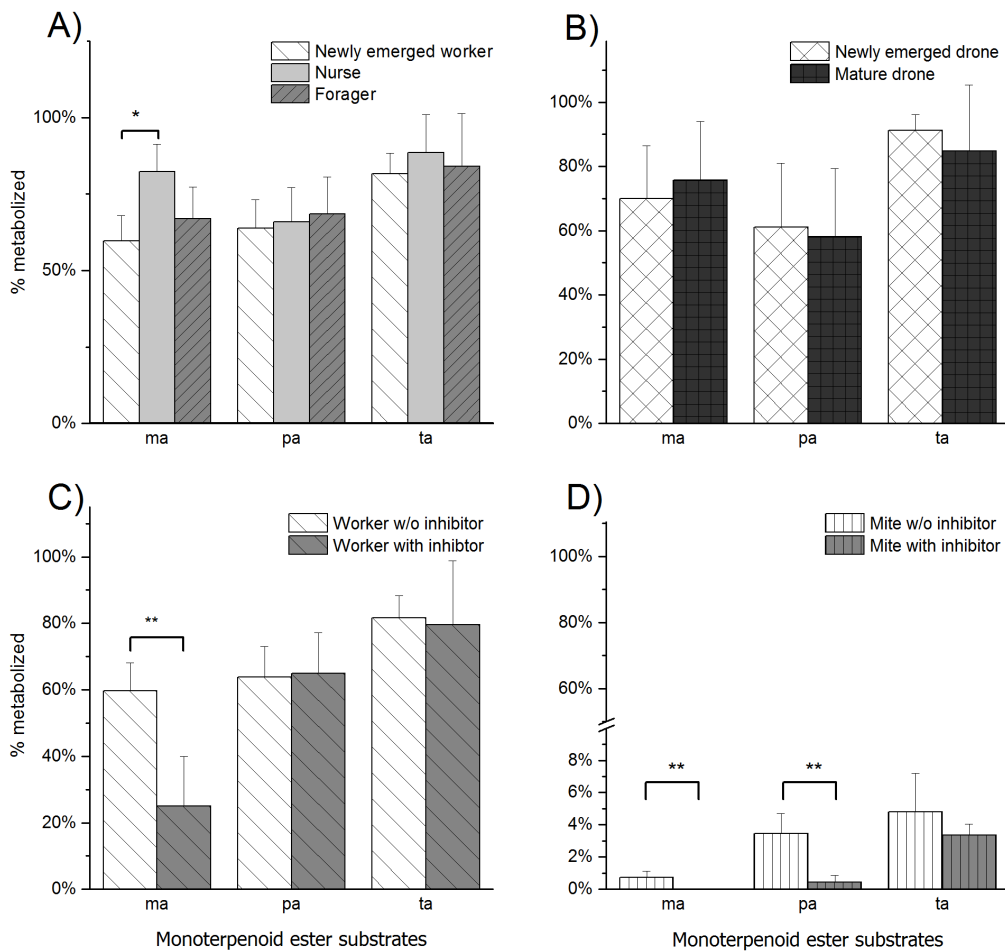 A)
Newly emerged worker
Nurse
Forager
% metabolized
100%
50%
0%
*
ma pa ta
B)
Newly emerged drone
Mature drone
100%
80%
60%
40%
20%
0%
ma pa ta
C)
Worker w/o inhibitor
Worker with inhibtor
% metabolized
100%
80%
60%
40%
20%
0%
**
ma pa ta
Monoterpenoid ester substrates
D)
Mite w/o inhibitor
Mite with inhibitor
100%
80%
60%
8%
6%
4%
2%
0%
** **
ma pa ta
Monoterpenoid ester substrates